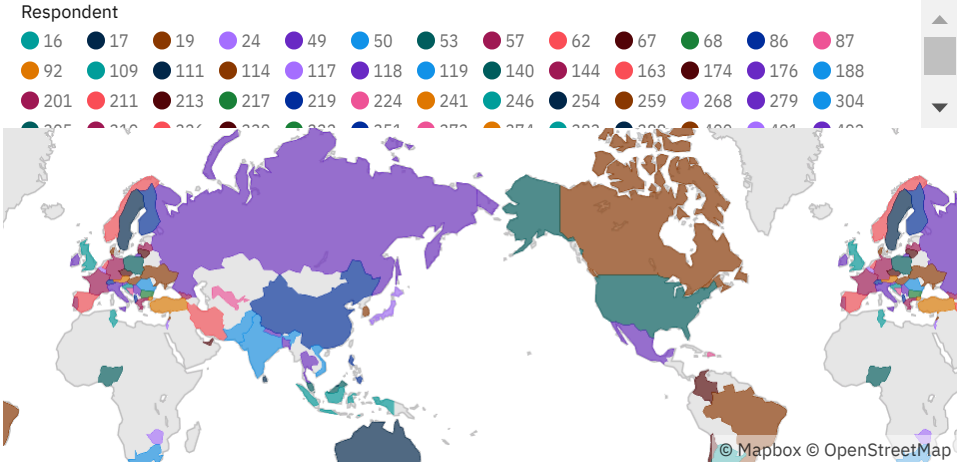 Respondent
16 17 19 24 49 50 53 57 62 67 68 86 87
92 109 111 114 117 118 119 140 144 163 174 176 188
201 211 213 217 219 224 241 246 254 259 268 279 304
© Mapbox © OpenStreetMap